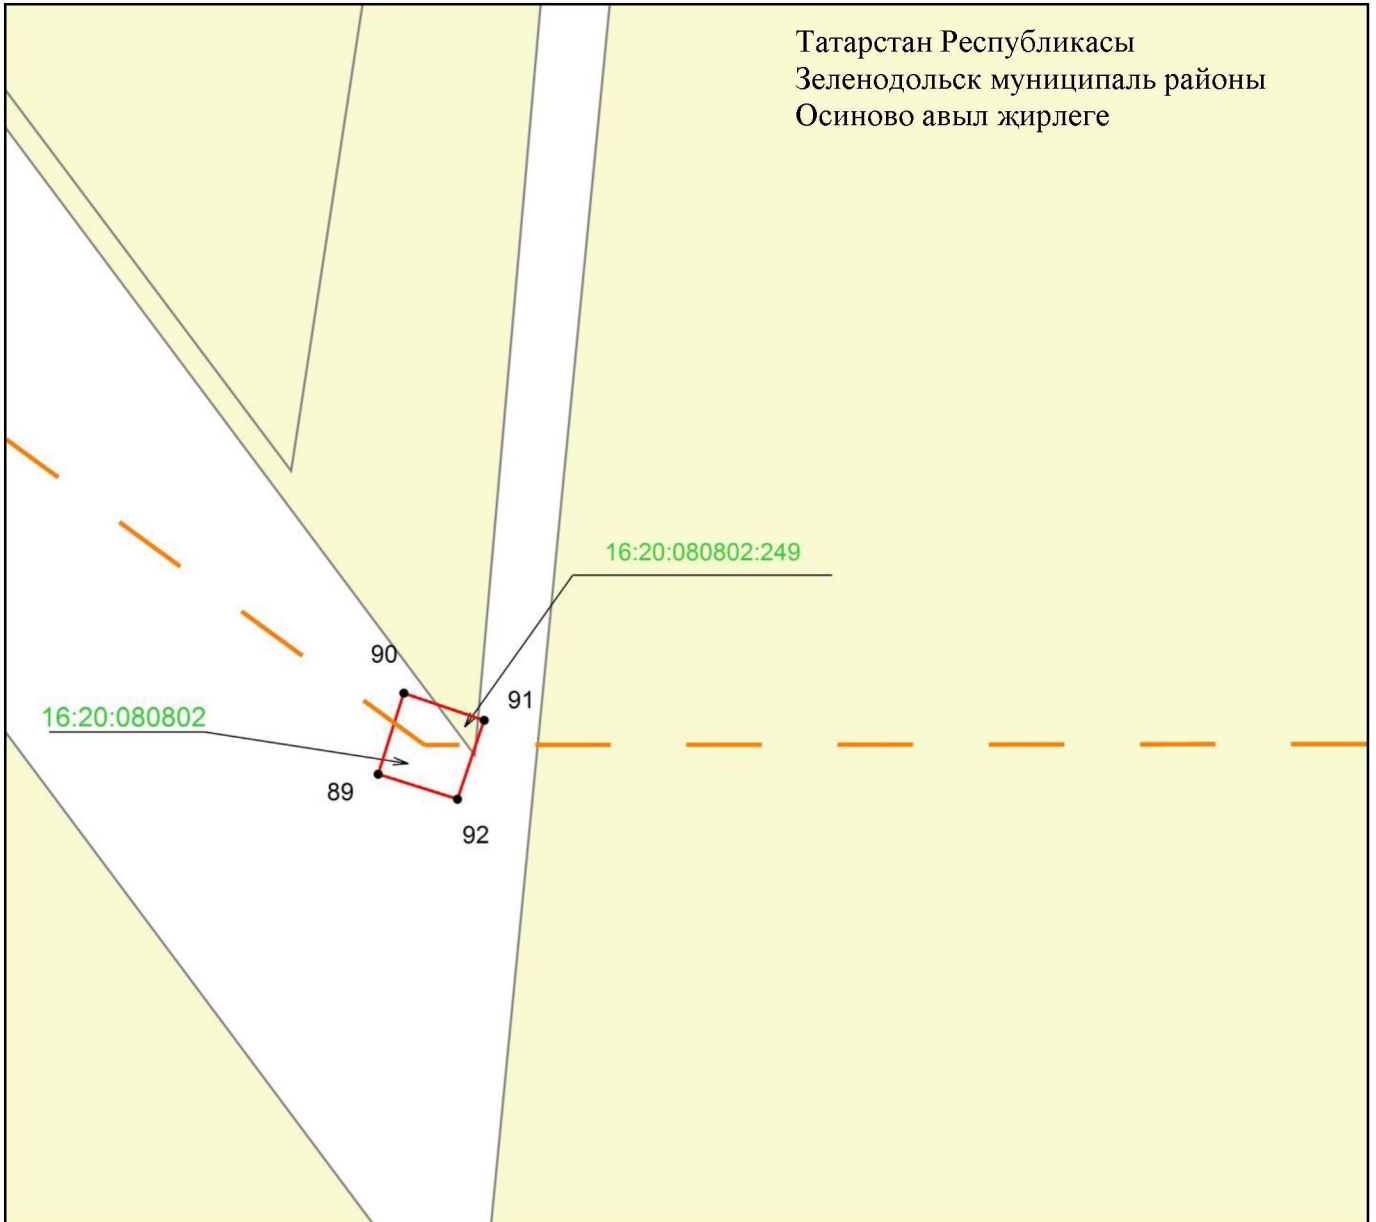 Татарстан Республикасы
Зеленодольск муниципаль районы
Осиново авыл җирлеге
16:20:080802:249
90
91
16:20:080802
89
92